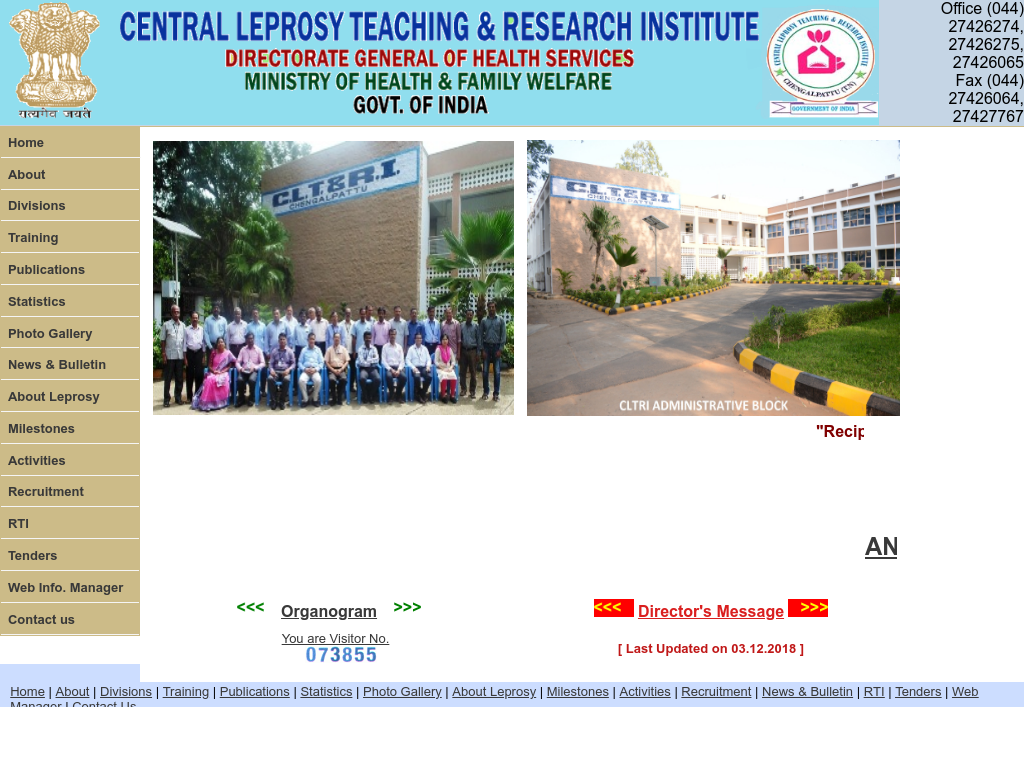 सत्यमेव जयते
CENTRAL LEPROSY TEACHING & RESEARCH INSTITUTE
DIRECTORATE GENERAL OF HEALTH SERVICES
MINISTRY OF HEALTH & FAMILY WELFARE
GOVT. OF INDIA
CENTRAL LEPROSY TEACHING & RESEARCH INSTITUTE
CHENGALPATTU (T.N)
GOVERNMENT OF INDIA
Office (044)
27426274,
27426275,
27426065
Fax (044)
27426064,
27427767
Home
About
Divisions
Training
Publications
Statistics
Photo Gallery
News & Bulletin
About Leprosy
Milestones
Activities
Recruitment
RTI
Tenders
Web Info. Manager
Contact us
C.L.T.&R.I.
CHENGALPATTU
C.L.T.&R.I.
CHENGALPATTU
CLTRI ADMINISTRATIVE BLOCK
"Recip
AN
<<< Organogram >>>
<<< Director's Message >>>
You are Visitor No.
073855
[ Last Updated on 03.12.2018 ]
Home | About | Divisions | Training | Publications | Statistics | Photo Gallery | About Leprosy | Milestones | Activities | Recruitment | News & Bulletin | RTI | Tenders | Web
Manager | Contact Us